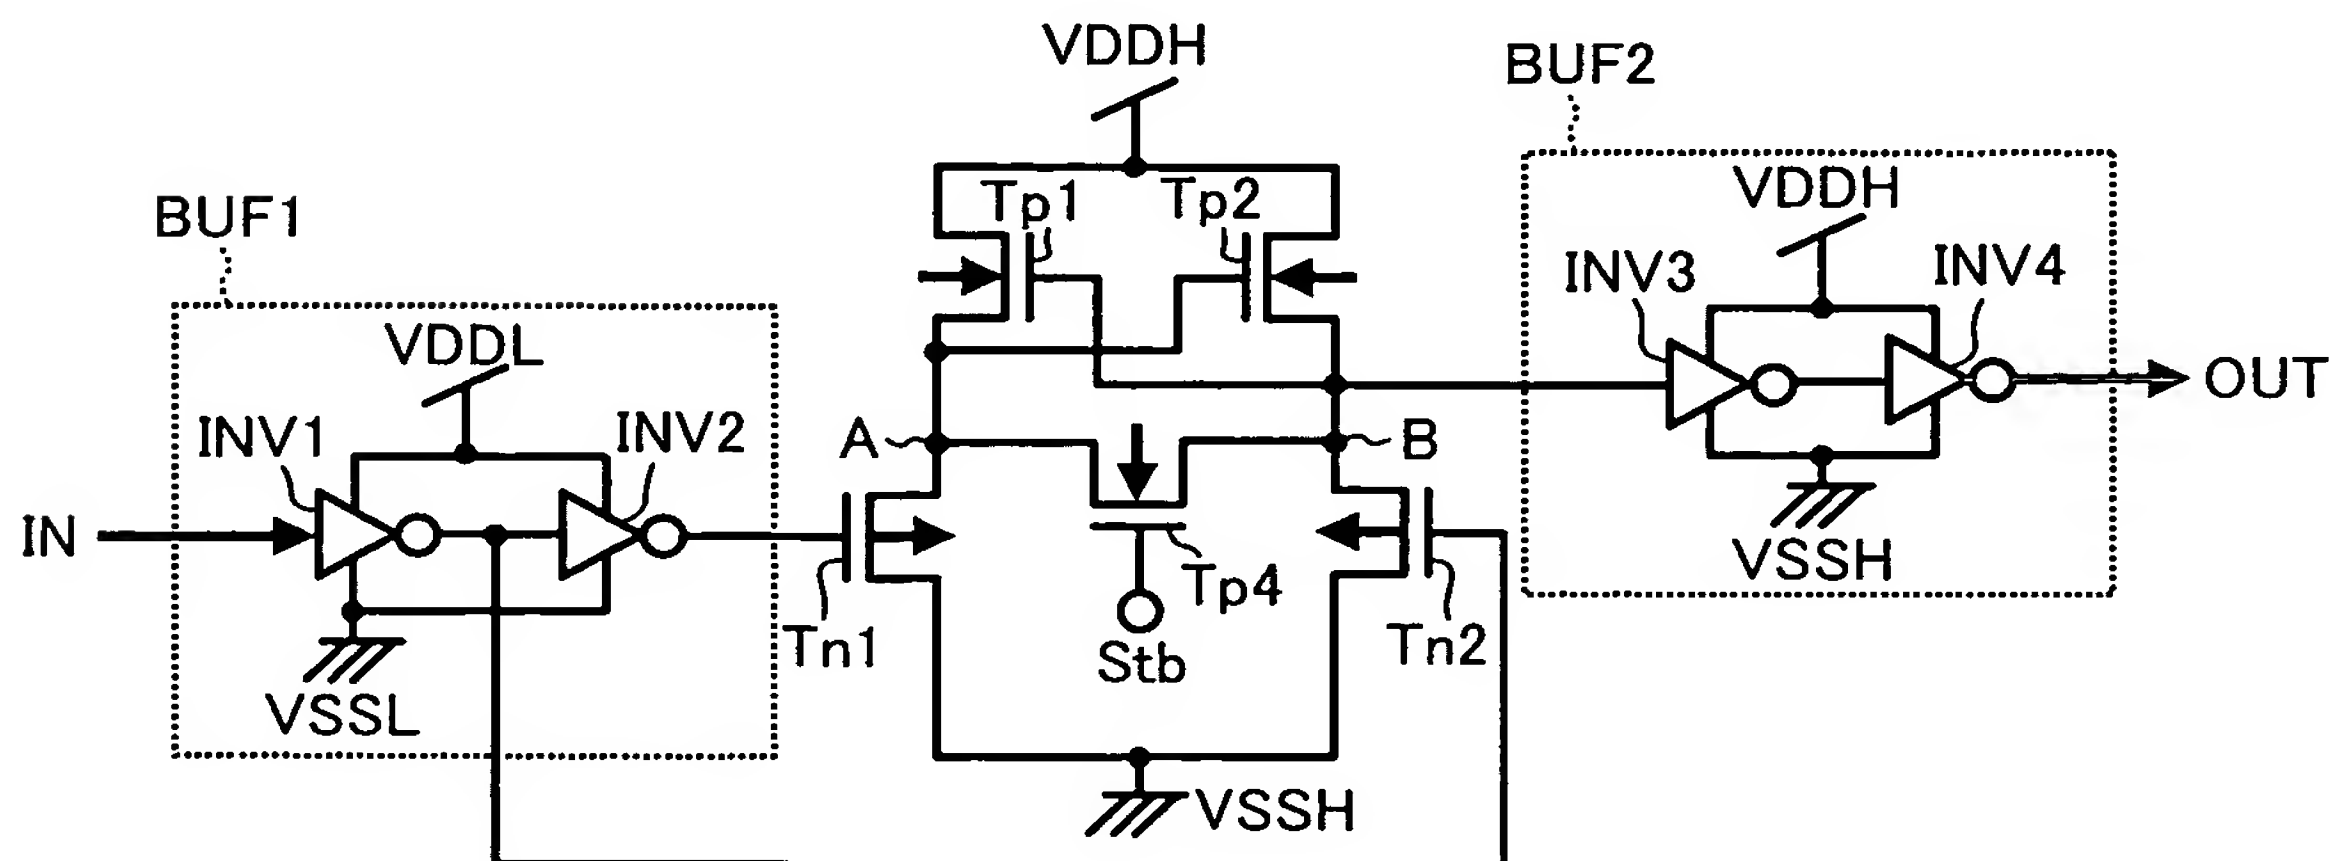 VDDH
BUF2
Tp1
Tp2
VDDH
BUF1
INV3
INV4
VDDL
OUT
INV1
INV2
A
B
IN
VSSH
Tp4
Tn1
Stb
Tn2
VSSL
VSSH